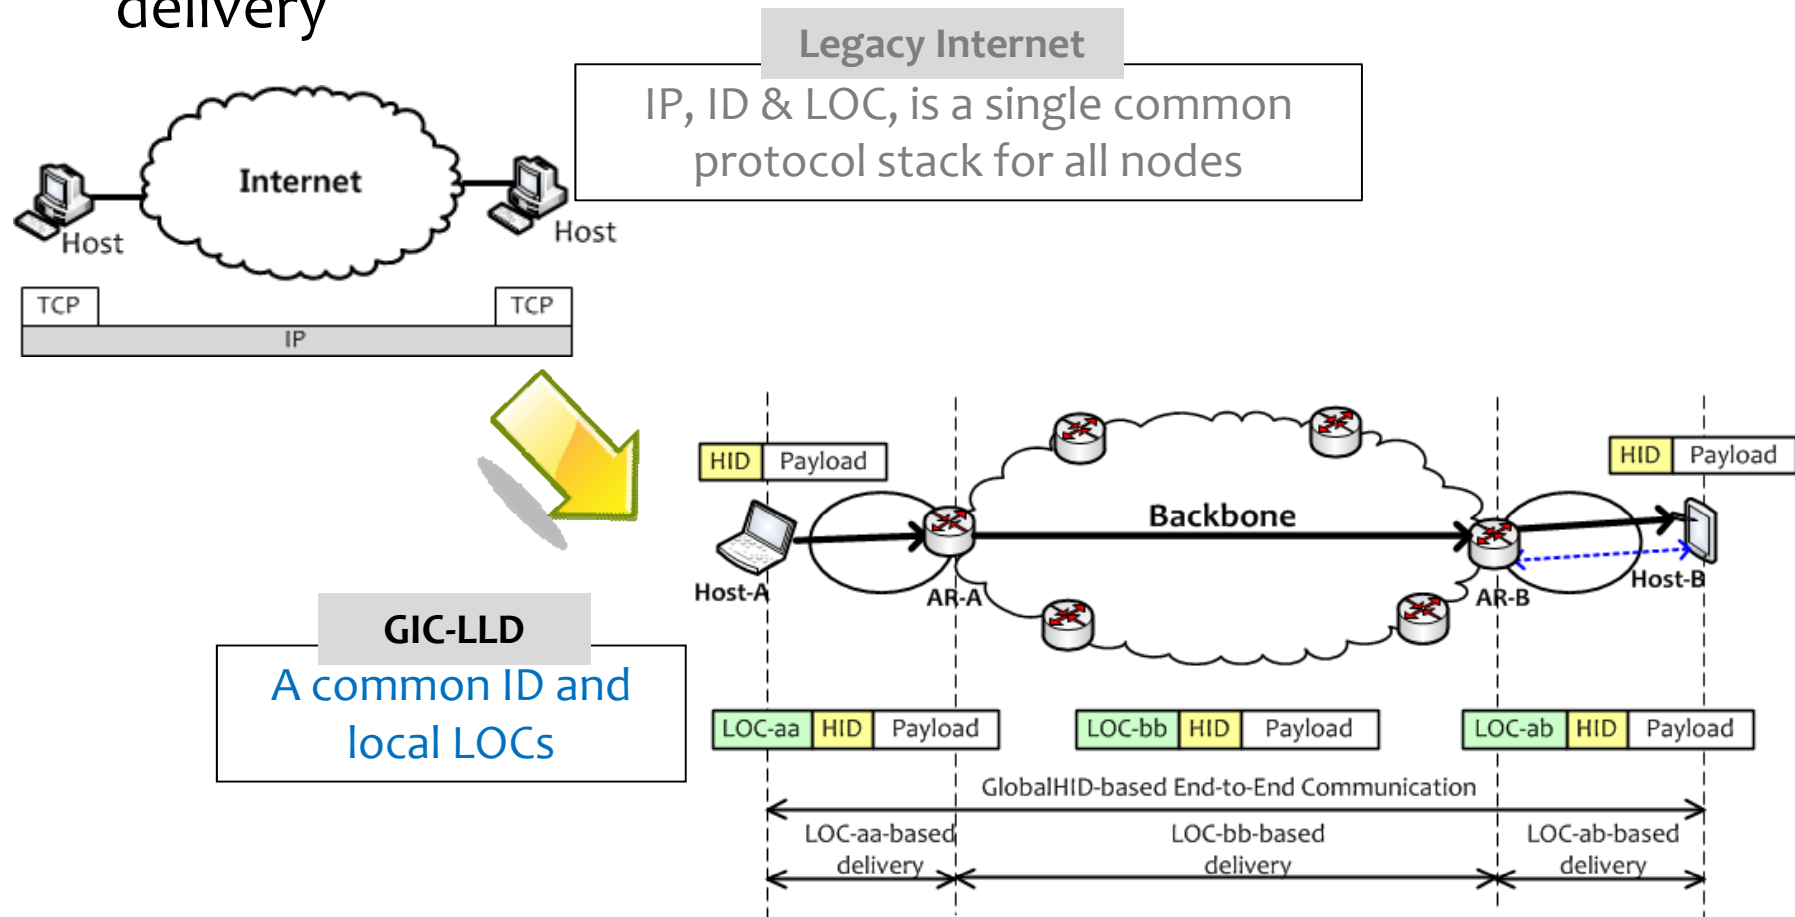 delivery
Legacy Internet
IP, ID & LOC, is a single common
protocol stack for all nodes
Internet
Host
Host
TCP
TCP
IP
HID Payload
HID Payload
Backbone
Host-A
AR-A
AR-B
Host-B
GIC-LLD
A common ID and
local LOCs
LOC-aa HID Payload
LOC-bb HID Payload
LOC-ab HID Payload
GlobalHID-based End-to-End Communication
LOC-aa-based
delivery
LOC-bb-based
delivery
LOC-ab-based
delivery